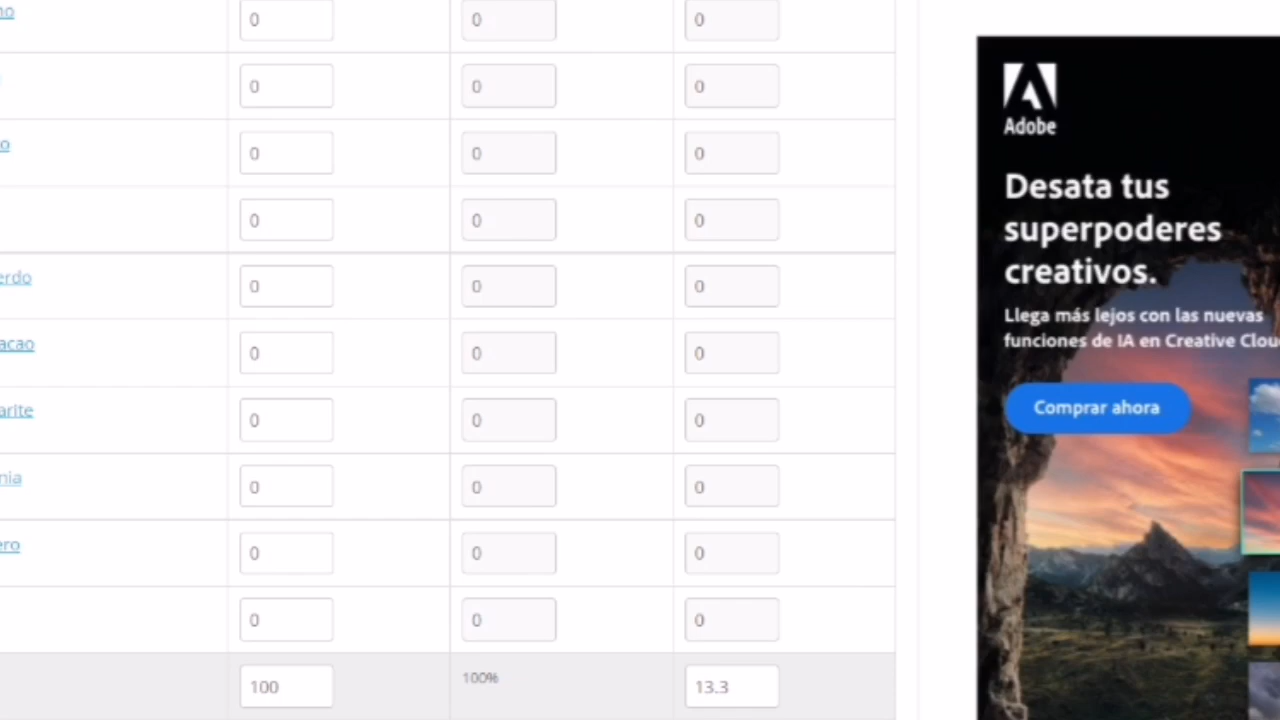 no
0 0 0
0 0 0
o
0 0 0
0 0 0
erdo
0 0 0
acao
0 0 0
arite
0 0 0
nia
0 0 0
ero
0 0 0
0 0 0
100 100% 13.3
Adobe
Desata tus
superpoderes
creativos.
Llega más lejos con las nuevas
funciones de IA en Creative Clou
Comprar ahora